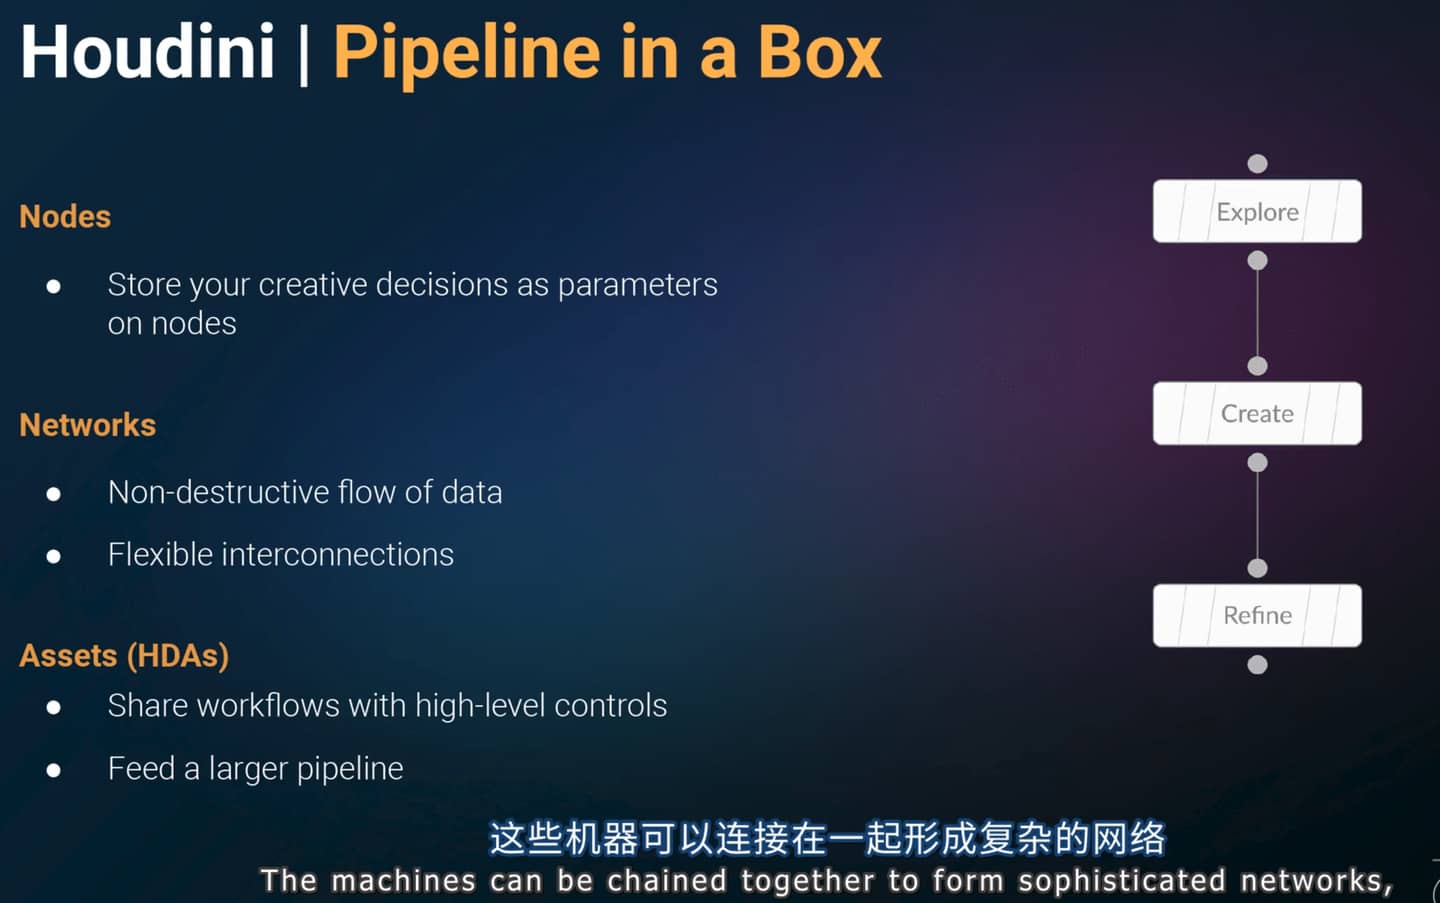 Houdini | Pipeline in a Box
Nodes
● Store your creative decisions as parameters
on nodes
Networks
● Non-destructive flow of data
● Flexible interconnections
Assets (HDAs)
● Share workflows with high-level controls
● Feed a larger pipeline
Explore
Create
Refine
这些机器可以连接在一起形成复杂的网络
The machines can be chained together to form sophisticated networks,